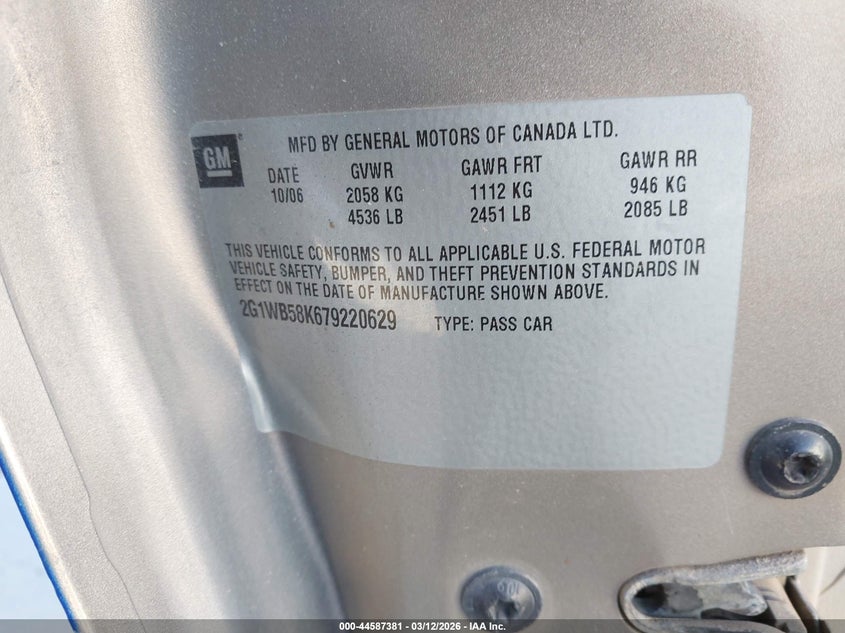 GM
MFD BY GENERAL MOTORS OF CANADA LTD.
DATE GVWR GAWR FRT GAWR RR
10/06 2058 KG 1112 KG 946 KG
4536 LB 2451 LB 2085 LB
THIS VEHICLE CONFORMS TO ALL APPLICABLE U.S. FEDERAL MOTOR
VEHICLE SAFETY, BUMPER, AND THEFT PREVENTION STANDARDS IN
EFFECT ON THE DATE OF MANUFACTURE SHOWN ABOVE.
2G1WB58K679220629 TYPE: PASS CAR
000-44587381 - 03/12/2026 - IAA Inc.